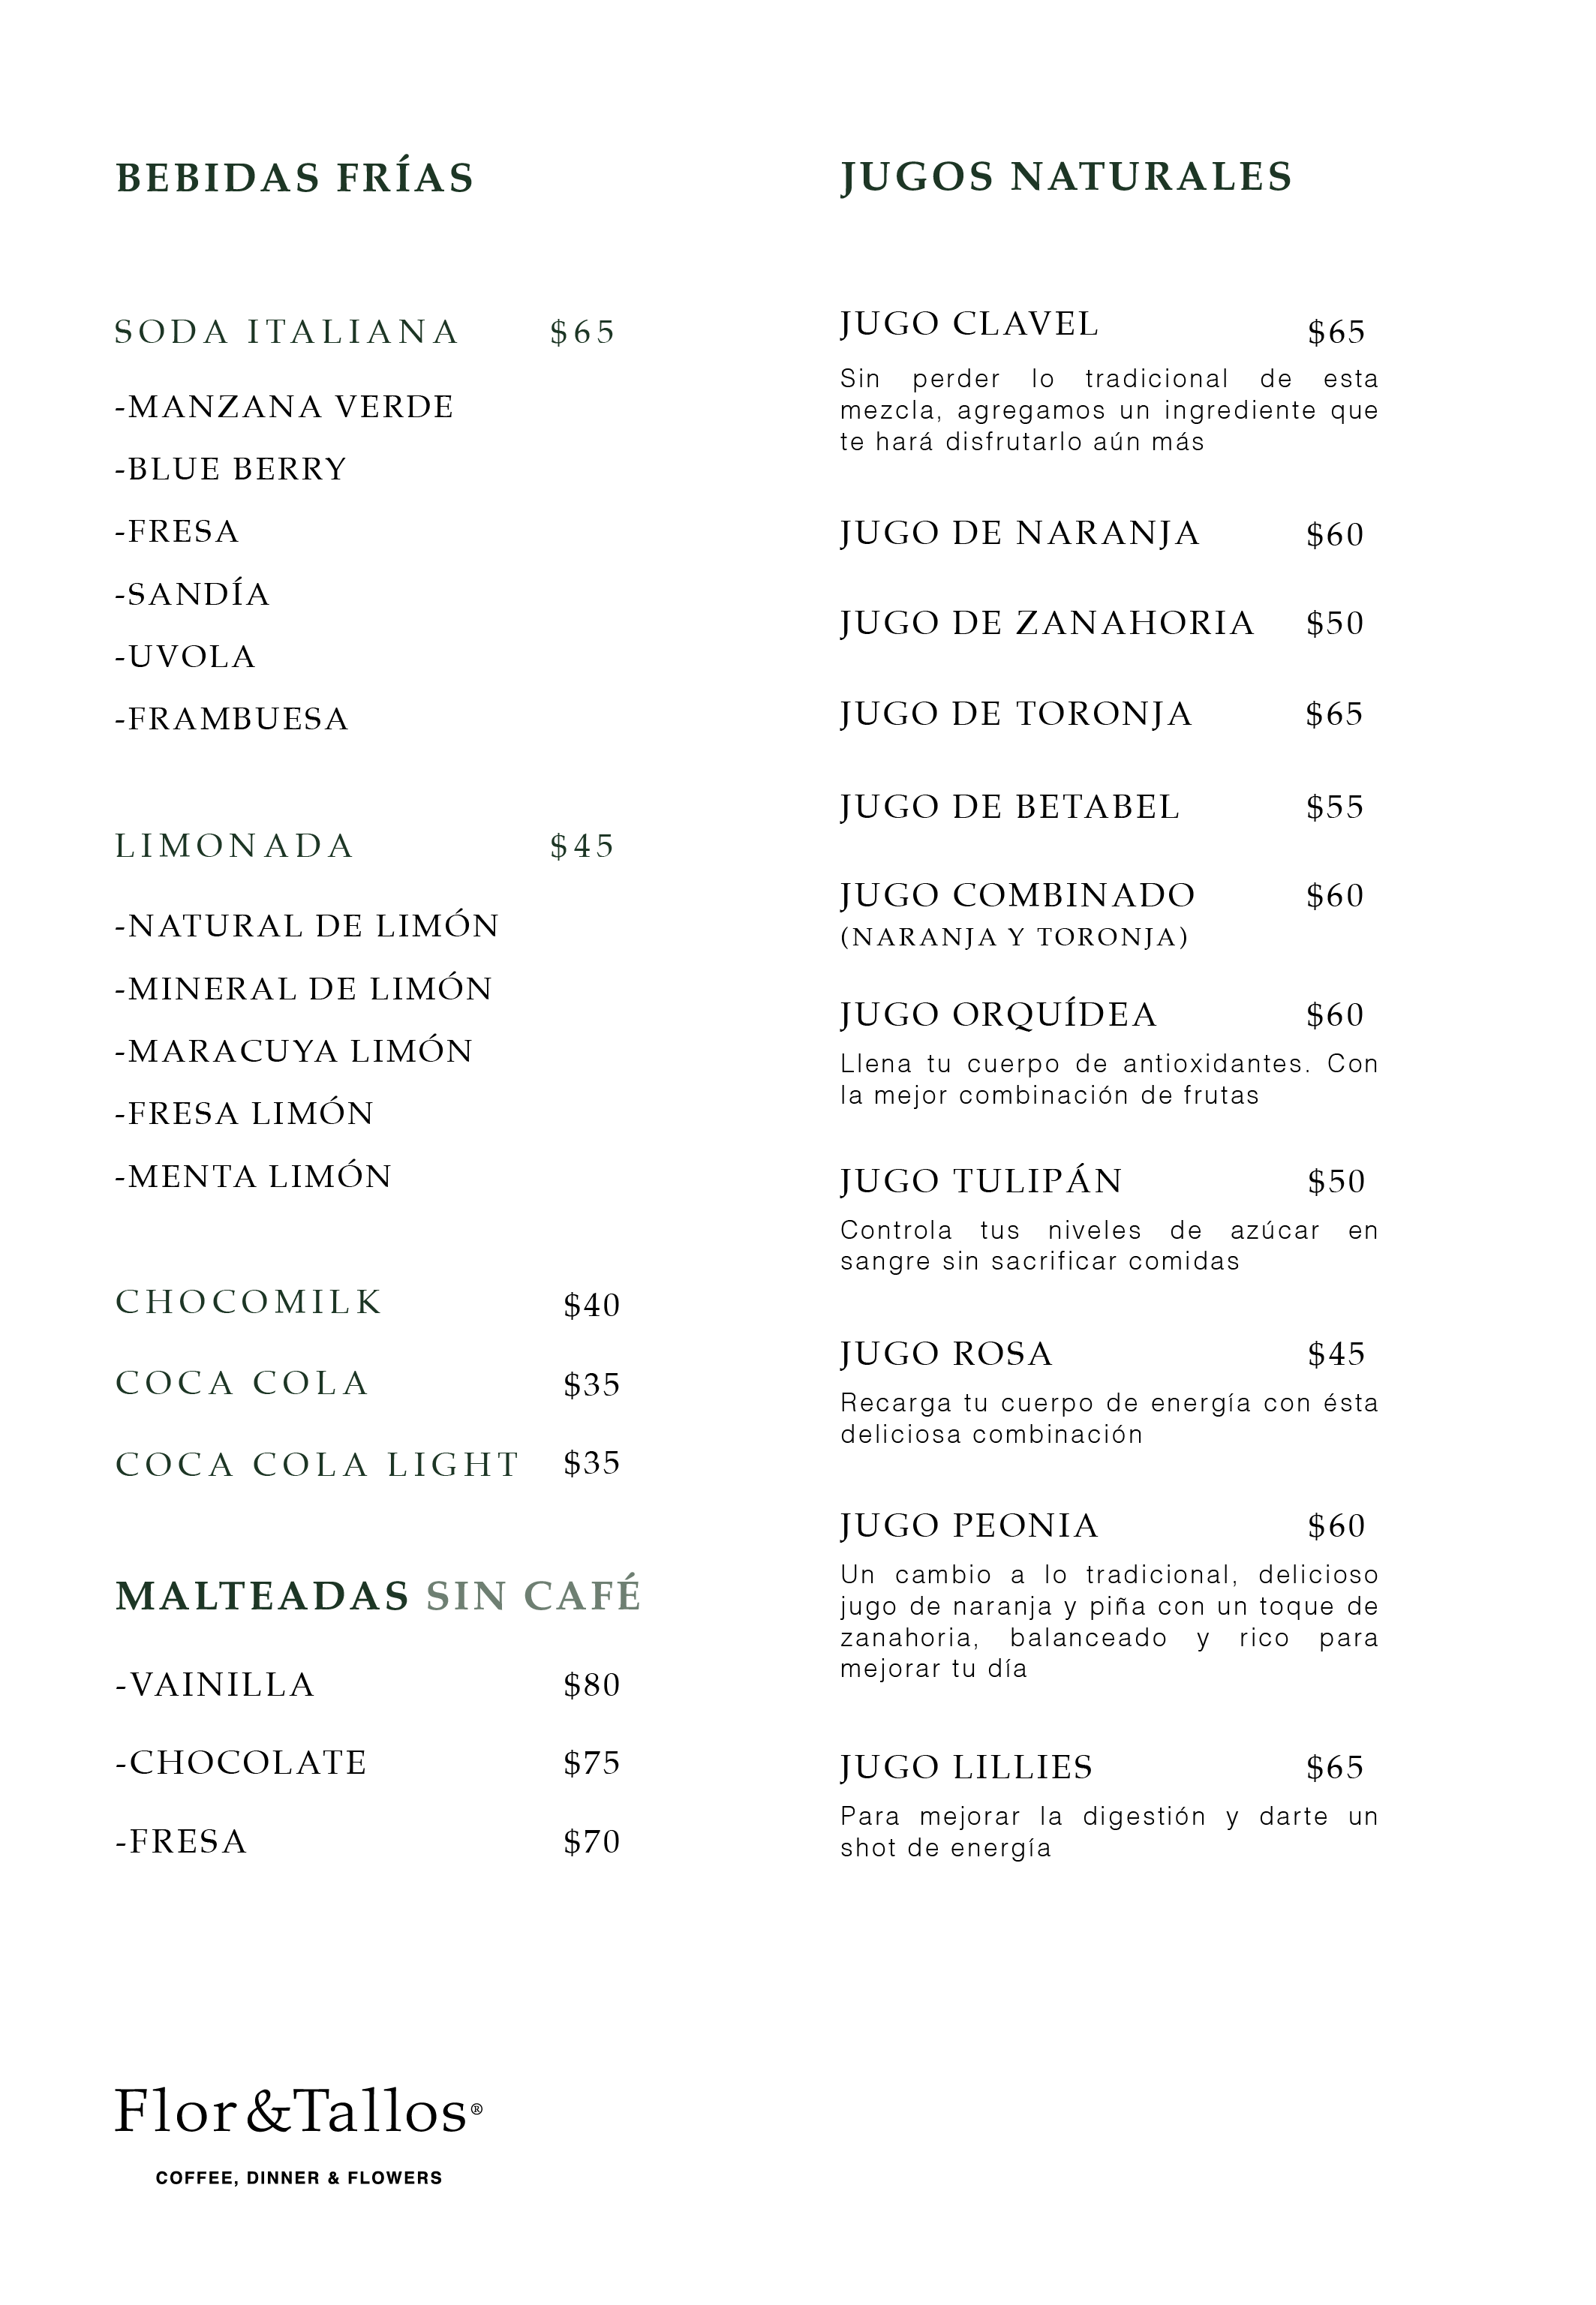 BEBIDAS FRÍAS
SODA ITALIANA $65
-MANZANA VERDE
-BLUE BERRY
-FRESA
-SANDÍA
-UVOLA
-FRAMBUESA
LIMONADA $45
-NATURAL DE LIMÓN
-MINERAL DE LIMÓN
-MARACUYA LIMÓN
-FRESA LIMÓN
-MENTA LIMÓN
CHOCOMILK $40
COCA COLA $35
COCA COLA LIGHT $35
MALTEADAS SIN CAFÉ
-VAINILLA $80
-CHOCOLATE $75
-FRESA $70
JUGOS NATURALES
JUGO CLAVEL $65
Sin perder lo tradicional de esta
mezcla, agregamos un ingrediente que
te hará disfrutarlo aún más
JUGO DE NARANJA $60
JUGO DE ZANAHORIA $50
JUGO DE TORONJA $65
JUGO DE BETABEL $55
JUGO COMBINADO $60
(NARANJA Y TORONJA)
JUGO ORQUÍDEA $60
Llena tu cuerpo de antioxidantes. Con
la mejor combinación de frutas
JUGO TULIPÁN $50
Controla tus niveles de azúcar en
sangre sin sacrificar comidas
JUGO ROSA $45
Recarga tu cuerpo de energía con ésta
deliciosa combinación
JUGO PEONIA $60
Un cambio a lo tradicional, delicioso
jugo de naranja y piña con un toque de
zanahoria, balanceado y rico para
mejorar tu día
JUGO LILLIES $65
Para mejorar la digestión y darte un
shot de energía
Flor&Tallos®
COFFEE, DINNER & FLOWERS